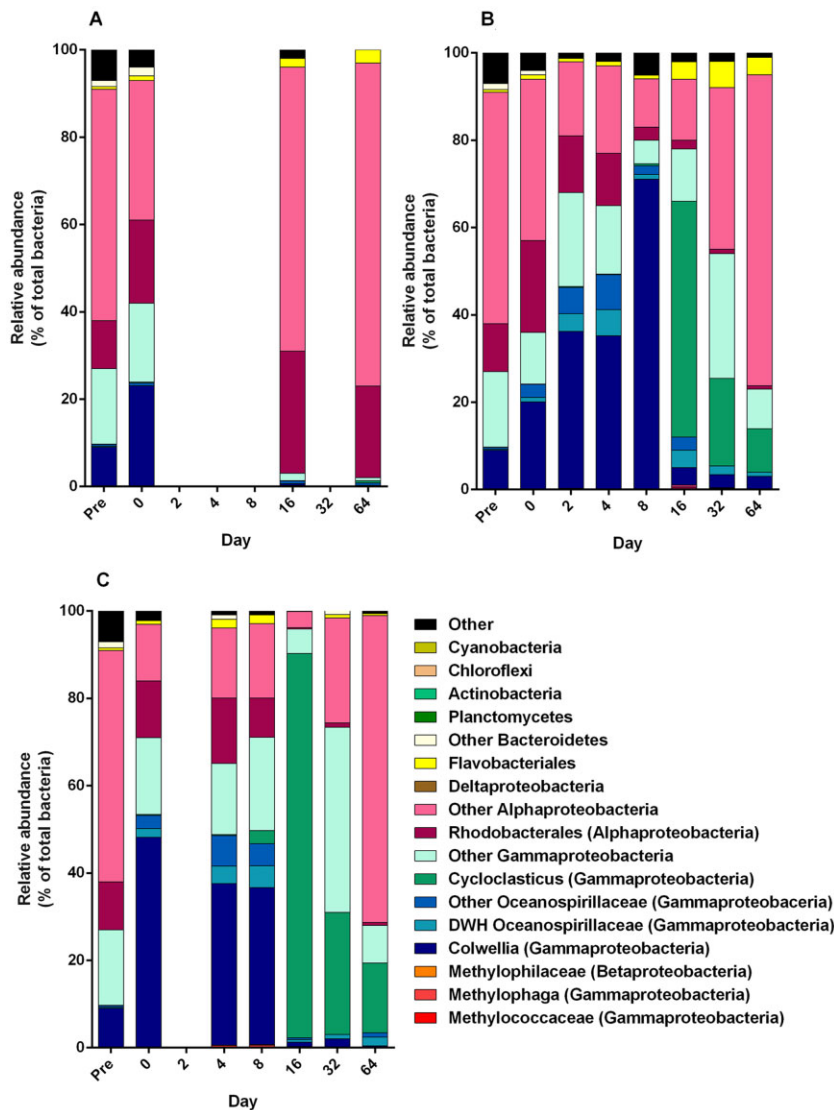 A
Relative abundance
(% of total bacteria)
100
80
60
40
20
0
Pre
0
2
4
8
16
32
64
Day
B
Relative abundance
(% of total bacteria)
100
80
60
40
20
0
Pre
0
2
4
8
16
32
64
Day
C
Relative abundance
(% of total bacteria)
100
80
60
40
20
0
Pre
0
2
4
8
16
32
64
Day
Other
Cyanobacteria
Chloroflexi
Actinobacteria
Planctomycetes
Other Bacteroidetes
Flavobacteriales
Deltaproteobacteria
Other Alphaproteobacteria
Rhodobacterales (Alphaproteobacteria)
Other Gammaproteobacteria
Cycloclasticus (Gammaproteobacteria)
Other Oceanospirillaceae (Gammaproteobaceria)
DWH Oceanospirillaceae (Gammaproteobacteria)
Colwellia (Gammaproteobacteria)
Methylophilaceae (Betaproteobacteria)
Methylophaga (Gammaproteobacteria)
Methylococcaceae (Gammaproteobacteria)